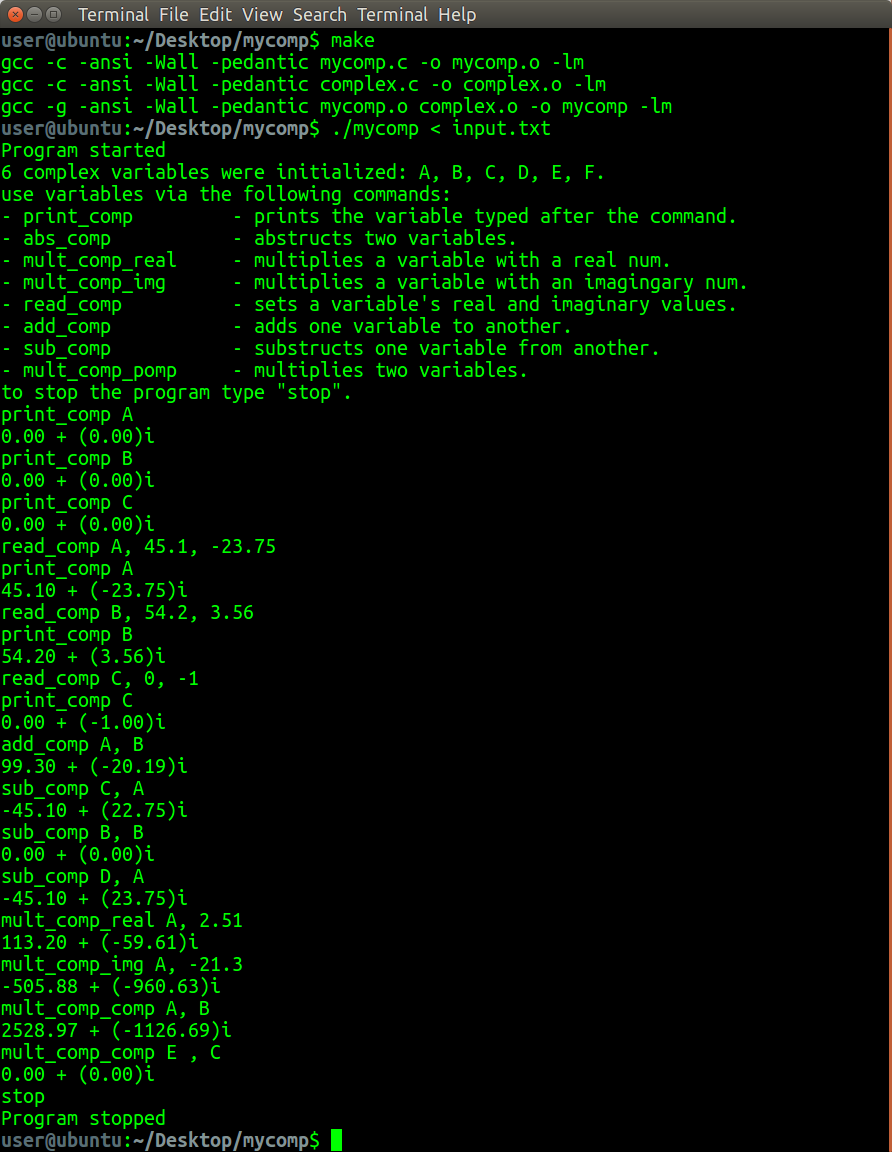 Terminal File Edit View Search Terminal Help
user@ubuntu:~/Desktop/mycomp$ make
gcc -c -ansi -Wall -pedantic mycomp.c -o mycomp.o -lm
gcc -c -ansi -Wall -pedantic complex.c -o complex.o -lm
gcc -g -ansi -Wall -pedantic mycomp.o complex.o -o mycomp -lm
user@ubuntu:~/Desktop/mycomp$ ./mycomp < input.txt
Program started
6 complex variables were initialized: A, B, C, D, E, F.
use variables via the following commands:
- print_comp - prints the variable typed after the command.
- abs_comp - abstructs two variables.
- mult_comp_real - multiplies a variable with a real num.
- mult_comp_img - multiplies a variable with an imagingary num.
- read_comp - sets a variable's real and imaginary values.
- add_comp - adds one variable to another.
- sub_comp - substructs one variable from another.
- mult_comp_pomp - multiplies two variables.
to stop the program type "stop".
print_comp A
0.00 + (0.00)i
print_comp B
0.00 + (0.00)i
print_comp C
0.00 + (0.00)i
read_comp A, 45.1, -23.75
print_comp A
45.10 + (-23.75)i
read_comp B, 54.2, 3.56
print_comp B
54.20 + (3.56)i
read_comp C, 0, -1
print_comp C
0.00 + (-1.00)i
add_comp A, B
99.30 + (-20.19)i
sub_comp C, A
-45.10 + (22.75)i
sub_comp B, B
0.00 + (0.00)i
sub_comp D, A
-45.10 + (23.75)i
mult_comp_real A, 2.51
113.20 + (-59.61)i
mult_comp_img A, -21.3
-505.88 + (-960.63)i
mult_comp_comp A, B
2528.97 + (-1126.69)i
mult_comp_comp E , C
0.00 + (0.00)i
stop
Program stopped
user@ubuntu:~/Desktop/mycomp$